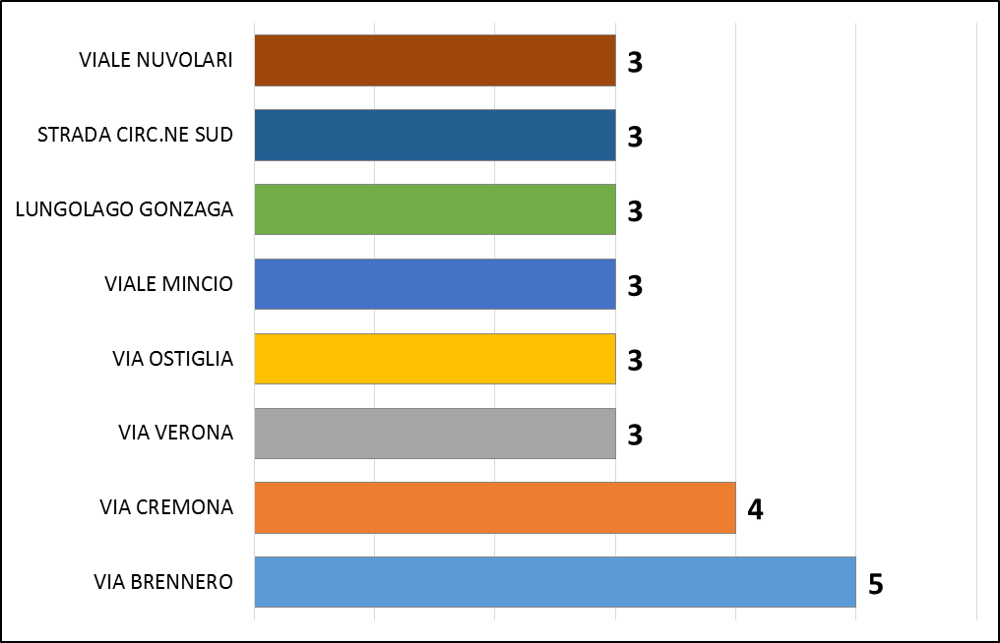 VIALE NUVOLARI 3
STRADA CIRC.NE SUD 3
LUNGOLAGO GONZAGA 3
VIALE MINCIO 3
VIA OSTIGLIA 3
VIA VERONA 3
VIA CREMONA 4
VIA BRENNERO 5